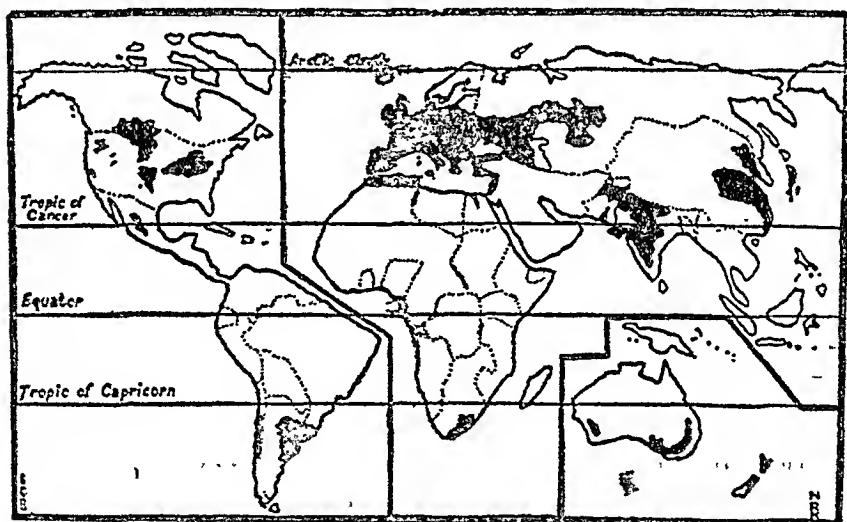 Arctic Circle
Tropic of
Cancer
Equator
Tropic of Capricorn